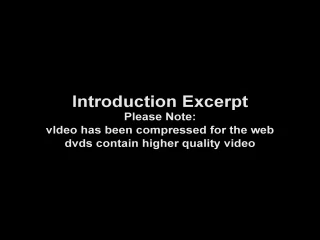 Introduction Excerpt
Please Note:
vIdeo has been compressed for the web
dvds contain higher quality video